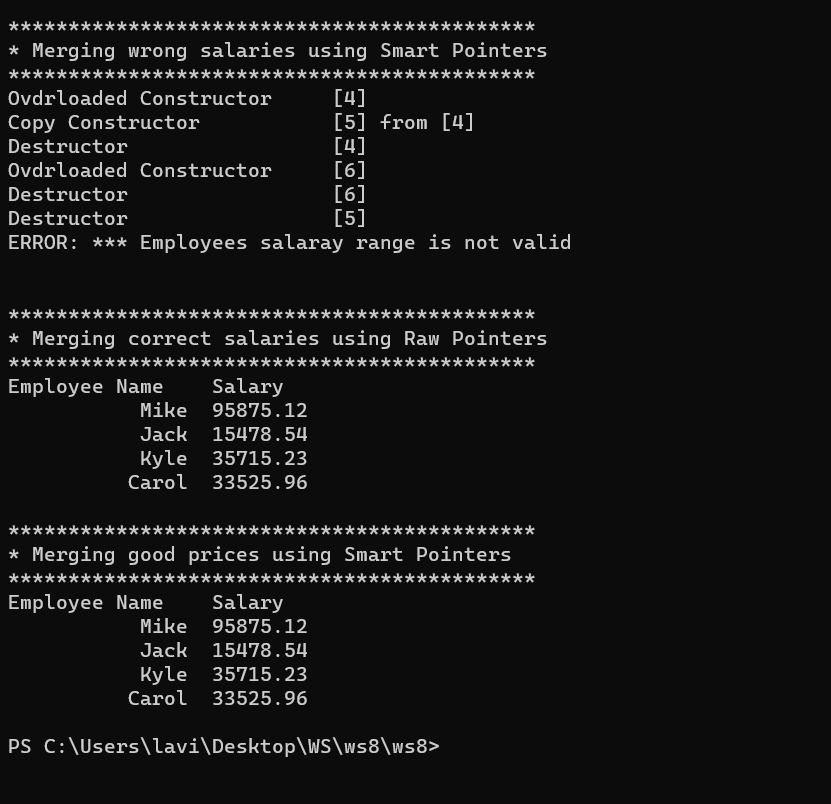 ********************************************
* Merging wrong salaries using Smart Pointers
********************************************
Ovdrloaded Constructor     [4]
Copy Constructor           [5] from [4]
Destructor                 [4]
Ovdrloaded Constructor     [6]
Destructor                 [6]
Destructor                 [5]
ERROR: *** Employees salaray range is not valid
********************************************
* Merging correct salaries using Raw Pointers
********************************************
Employee Name    Salary
           Mike  95875.12
           Jack  15478.54
           Kyle  35715.23
          Carol  33525.96
********************************************
* Merging good prices using Smart Pointers
********************************************
Employee Name    Salary
           Mike  95875.12
           Jack  15478.54
           Kyle  35715.23
          Carol  33525.96
PS C:\Users\lavi\Desktop\WS\ws8\ws8>